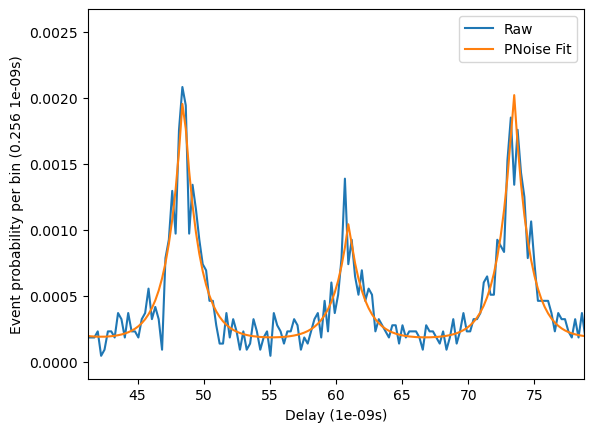 Raw
PNoise Fit
0.0025
0.0020
0.0015
0.0010
0.0005
0.0000
Event probability per bin (0.256 1e-09s)
45 50 55 60 65 70 75
Delay (1e-09s)